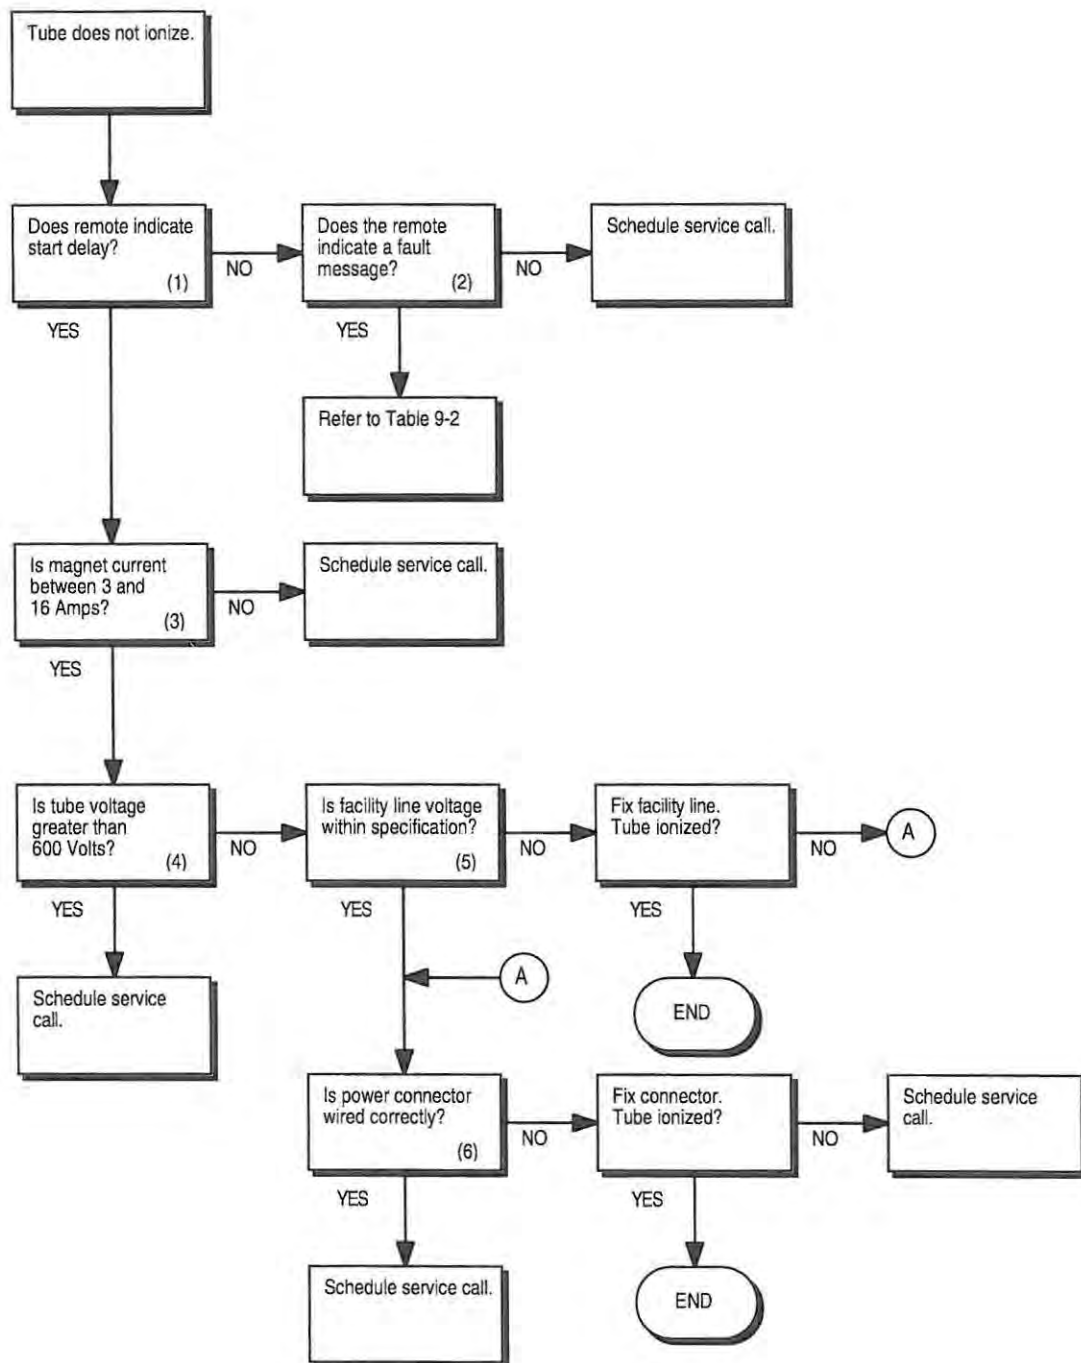 Tube does not ionize.
Does remote indicate
start delay?
(1)
NO
Does the remote
indicate a fault
message?
(2)
NO
Schedule service call.
YES
YES
Refer to Table 9-2
Is magnet current
between 3 and
16 Amps?
(3)
NO
Schedule service call.
YES
Is tube voltage
greater than
600 Volts?
(4)
NO
Is facility line voltage
within specification?
(5)
NO
Fix facility line.
Tube ionized?
NO
A
YES
YES
YES
A
Schedule service
call.
END
Is power connector
wired correctly?
(6)
NO
Fix connector.
Tube ionized?
NO
Schedule service
call.
YES
YES
Schedule service call.
END